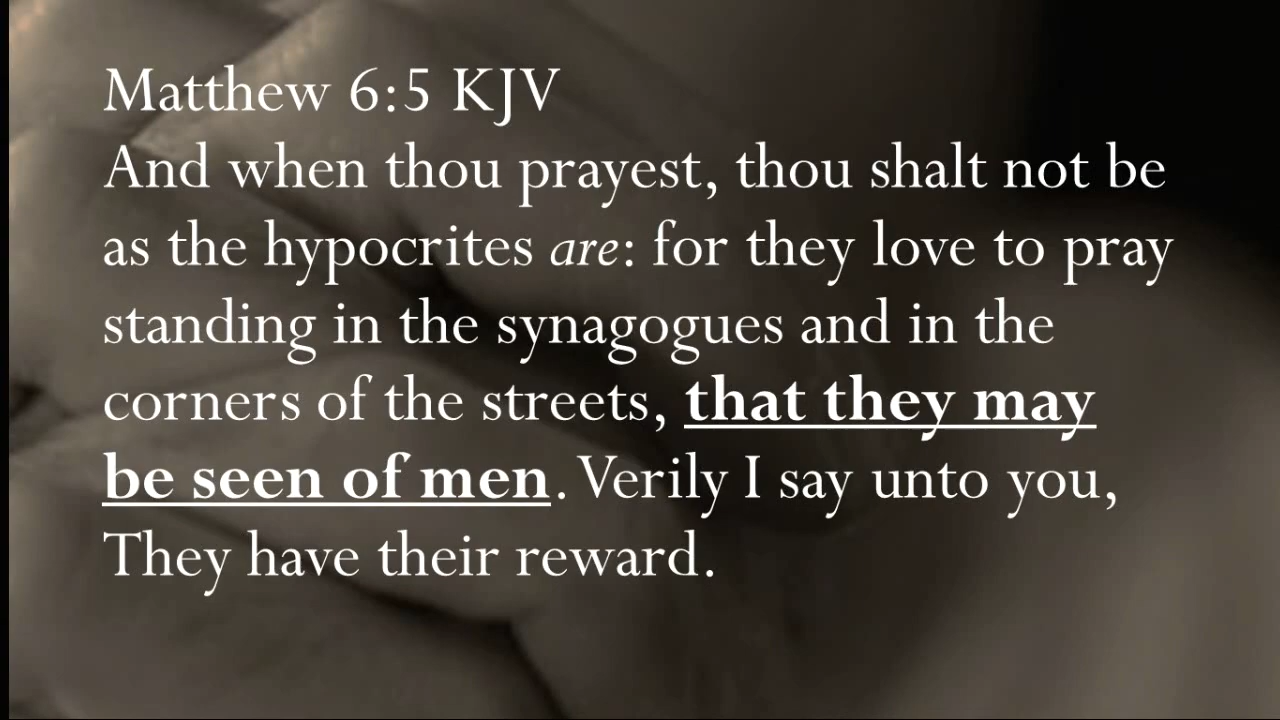 Matthew 6:5 KJV
And when thou prayest, thou shalt not be
as the hypocrites are: for they love to pray
standing in the synagogues and in the
corners of the streets, that they may
be seen of men. Verily I say unto you,
They have their reward.